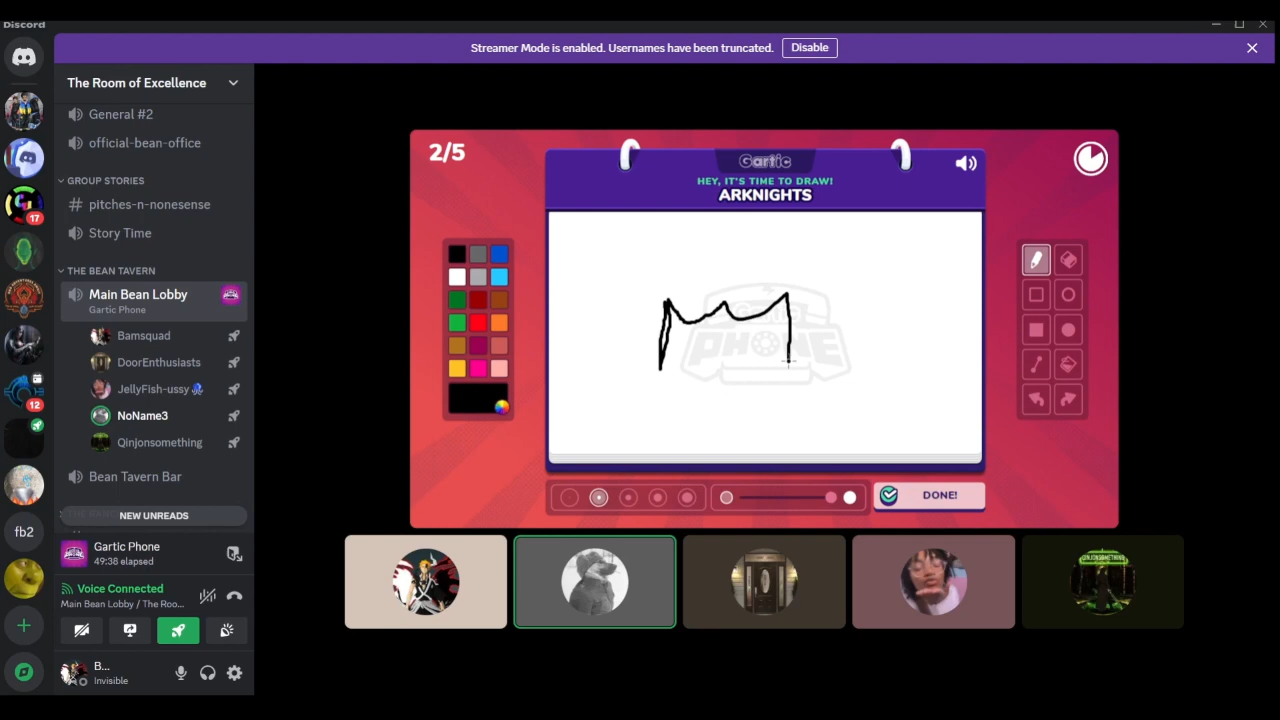 Discord
Streamer Mode is enabled. Usernames have been truncated.
Disable
The Room of Excellence
General #2
official-bean-office
GROUP STORIES
pitches-n-nonesense
Story Time
THE BEAN TAVERN
Main Bean Lobby
Gartic Phone
Bamsquad
DoorEnthusiasts
JellyFish-ussy
NoName3
Qinjonsomething
Bean Tavern Bar
NEW UNREADS
17
12
fb2
Gartic Phone
49:38 elapsed
Voice Connected
Main Bean Lobby / The Roo...
B...
Invisible
2/5
Gartic
HEY, IT'S TIME TO DRAW!
ARKNIGHTS
Gartic
PHONE
DONE!
QINJONSOMETHING